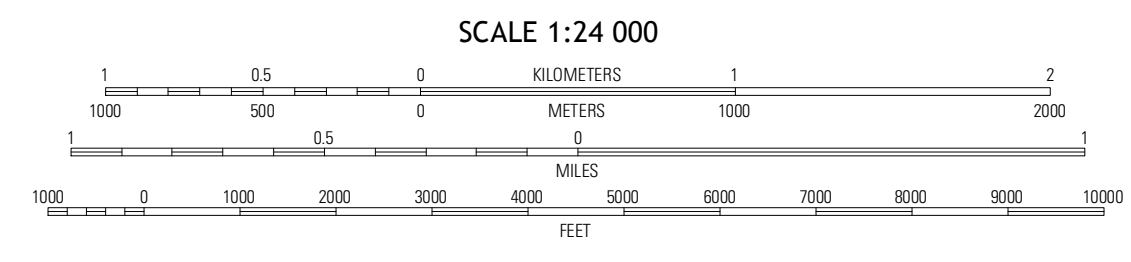 SCALE 1:24 000
1 0.5 0 KILOMETERS 1 2
1000 500 0 METERS 1000 2000
1 0.5 0 1
MILES
1000 0 1000 2000 3000 4000 5000 6000 7000 8000 9000 10000
FEET